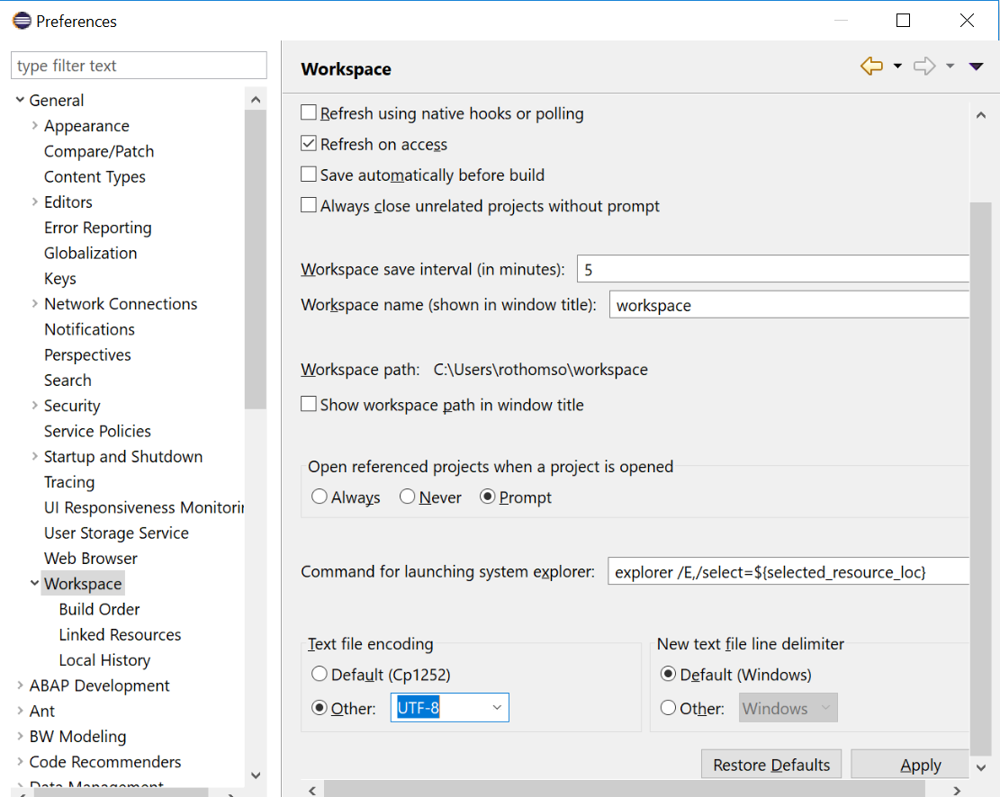 Preferences
type filter text
General
Appearance
Compare/Patch
Content Types
Editors
Error Reporting
Globalization
Keys
Network Connections
Notifications
Perspectives
Search
Security
Service Policies
Startup and Shutdown
Tracing
UI Responsiveness Monitorin
User Storage Service
Web Browser
Workspace
Build Order
Linked Resources
Local History
ABAP Development
Ant
BW Modeling
Code Recommenders
Data Management
Workspace
Refresh using native hooks or polling
Refresh on access
Save automatically before build
Always close unrelated projects without prompt
Workspace save interval (in minutes): 5
Workspace name (shown in window title): workspace
Workspace path: C:\Users\rothomso\workspace
Show workspace path in window title
Open referenced projects when a project is opened
Always Never Prompt
Command for launching system explorer: explorer /E,/select=${selected_resource_loc}
Text file encoding
Default (Cp1252)
Other: UTF-8
New text file line delimiter
Default (Windows)
Other: Windows
Restore Defaults Apply